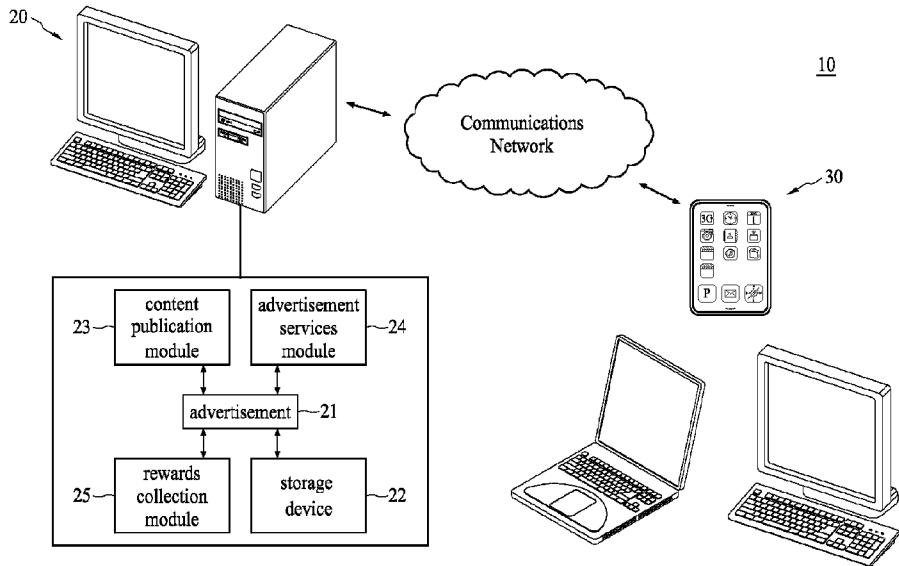 20
10
Communications
Network
30
3G
P
content
publication
module
23
advertisement
services
module
24
advertisement
21
rewards
collection
module
25
storage
device
22